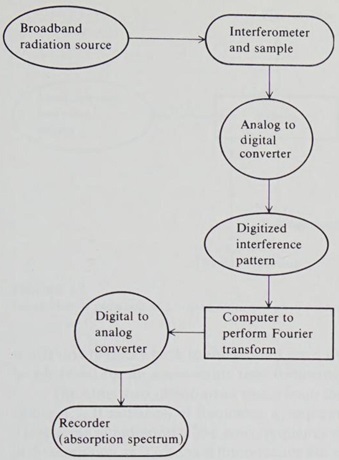 Broadband
radiation source
Interferometer
and sample
Analog to
digital
converter
Digitized
interference
pattern
Computer to
perform Fourier
transform
Digital to
analog
converter
Recorder
(absorption spectrum)